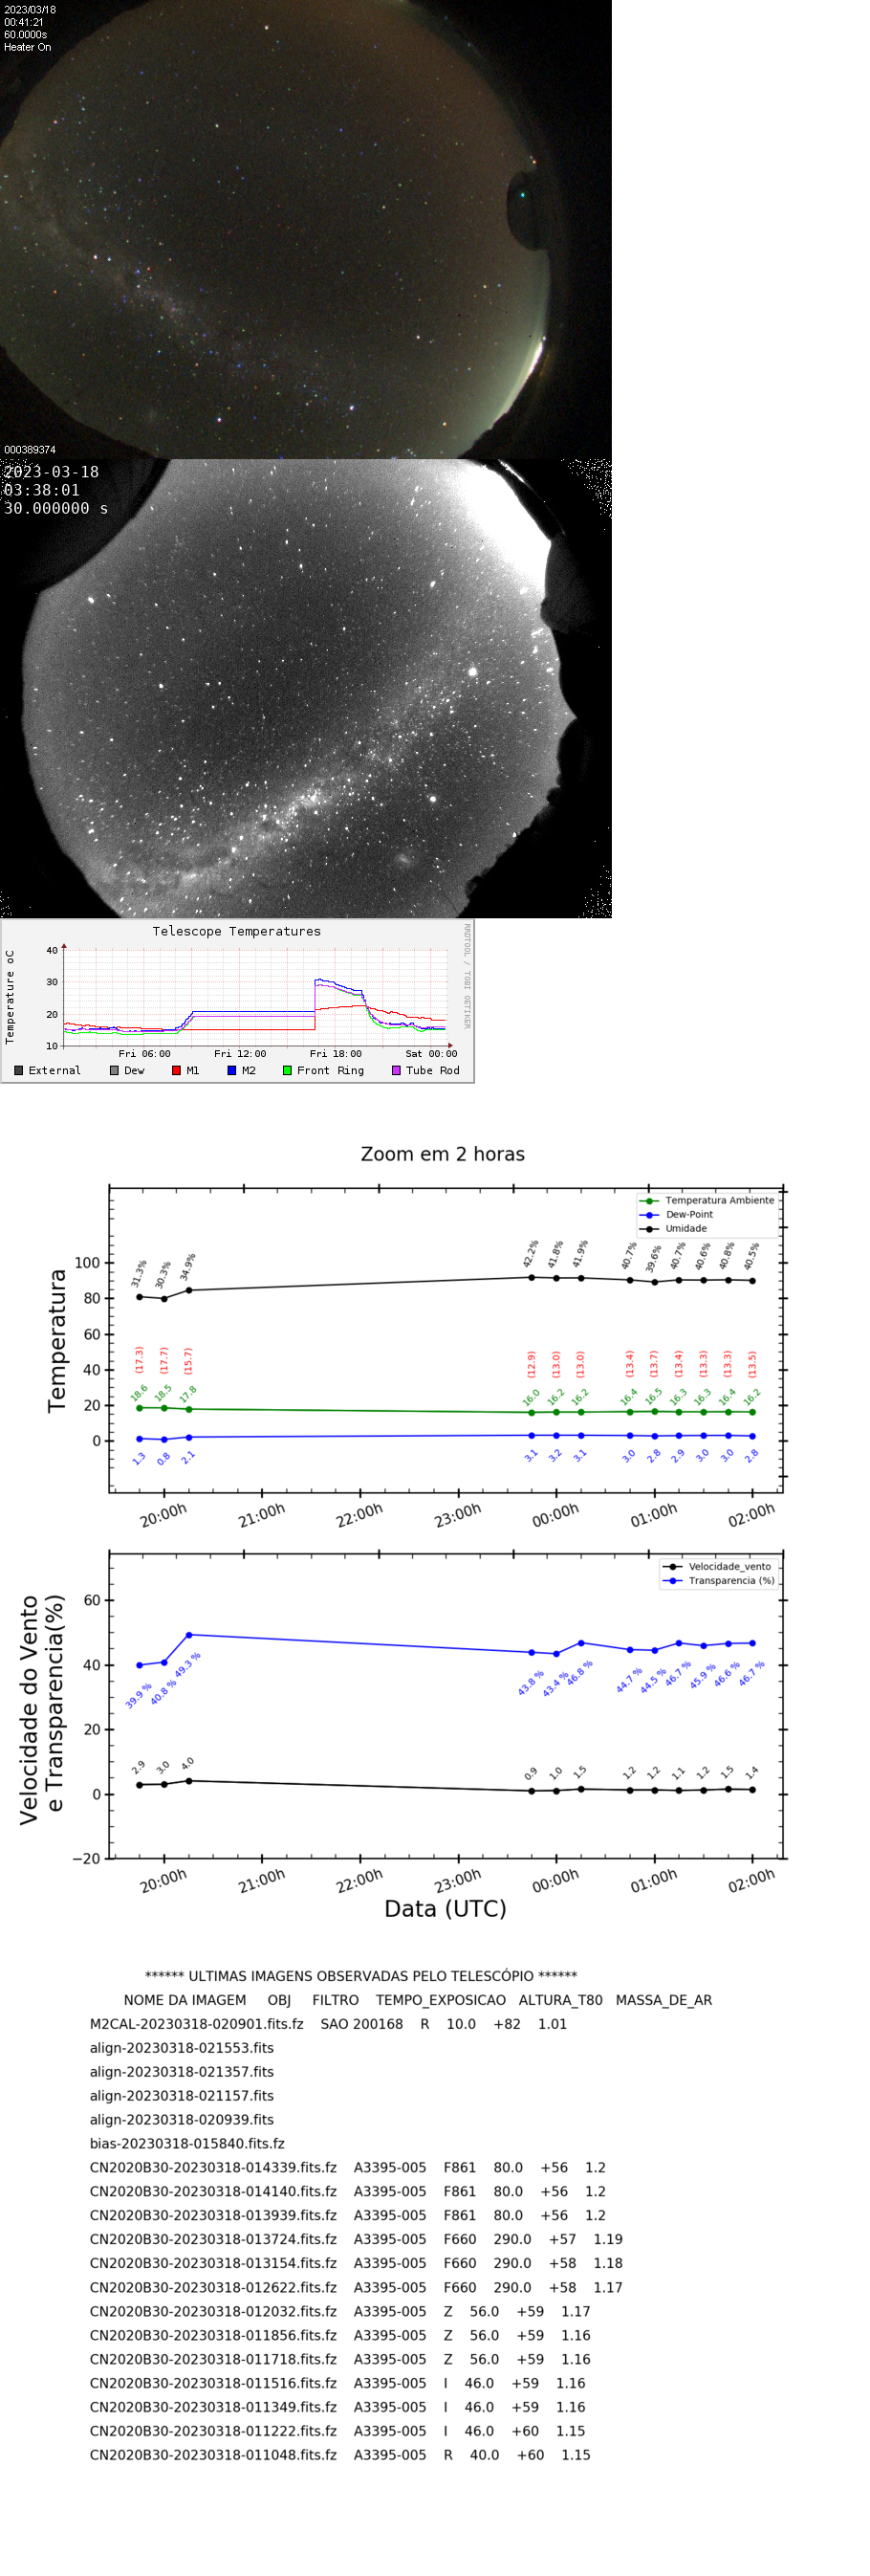 2023/03/18
00:41:21
60.0000s
Heater On
000389374
2023-03-18
03:38:01
30.000000 s
Telescope Temperatures
RRDTOOL / TOBI OETIKER
Temperature oC
40
30
20
10
Fri 06:00 Fri 12:00 Fri 18:00 Sat 00:00
External Dew M1 M2 Front Ring Tube Rod
Zoom em 2 horas
Temperatura Ambiente
Dew-Point
Umidade
Temperatura
100
80
60
40
20
0
31.3% 30.3% 34.9% 42.2% 41.8% 41.9% 40.7% 39.6% 40.7% 40.6% 40.8% 40.5%
(17.3) (17.7) (15.7) (12.9) (13.0) (13.0) (13.4) (13.7) (13.4) (13.3) (13.3) (13.5)
18.6 18.5 17.8 16.0 16.2 16.2 16.4 16.5 16.3 16.3 16.4 16.2
1.3 0.8 2.1 3.1 3.2 3.1 3.0 2.8 2.9 3.0 3.0 2.8
20:00h 21:00h 22:00h 23:00h 00:00h 01:00h 02:00h
Velocidade_vento
Transparencia (%)
Velocidade do Vento
e Transparencia(%)
60
40
20
0
−20
39.9 % 40.8 % 49.3 % 43.8 % 43.4 % 46.8 % 44.7 % 44.5 % 46.7 % 45.9 % 46.6 % 46.7 %
2.9 3.0 4.0 0.9 1.0 1.5 1.2 1.2 1.1 1.2 1.5 1.4
20:00h 21:00h 22:00h 23:00h 00:00h 01:00h 02:00h
Data (UTC)
****** ULTIMAS IMAGENS OBSERVADAS PELO TELESCÓPIO ******
NOME DA IMAGEM OBJ FILTRO TEMPO_EXPOSICAO ALTURA_T80 MASSA_DE_AR
M2CAL-20230318-020901.fits.fz SAO 200168 R 10.0 +82 1.01
align-20230318-021553.fits
align-20230318-021357.fits
align-20230318-021157.fits
align-20230318-020939.fits
bias-20230318-015840.fits.fz
CN2020B30-20230318-014339.fits.fz A3395-005 F861 80.0 +56 1.2
CN2020B30-20230318-014140.fits.fz A3395-005 F861 80.0 +56 1.2
CN2020B30-20230318-013939.fits.fz A3395-005 F861 80.0 +56 1.2
CN2020B30-20230318-013724.fits.fz A3395-005 F660 290.0 +57 1.19
CN2020B30-20230318-013154.fits.fz A3395-005 F660 290.0 +58 1.18
CN2020B30-20230318-012622.fits.fz A3395-005 F660 290.0 +58 1.17
CN2020B30-20230318-012032.fits.fz A3395-005 Z 56.0 +59 1.17
CN2020B30-20230318-011856.fits.fz A3395-005 Z 56.0 +59 1.16
CN2020B30-20230318-011718.fits.fz A3395-005 Z 56.0 +59 1.16
CN2020B30-20230318-011516.fits.fz A3395-005 I 46.0 +59 1.16
CN2020B30-20230318-011349.fits.fz A3395-005 I 46.0 +59 1.16
CN2020B30-20230318-011222.fits.fz A3395-005 I 46.0 +60 1.15
CN2020B30-20230318-011048.fits.fz A3395-005 R 40.0 +60 1.15